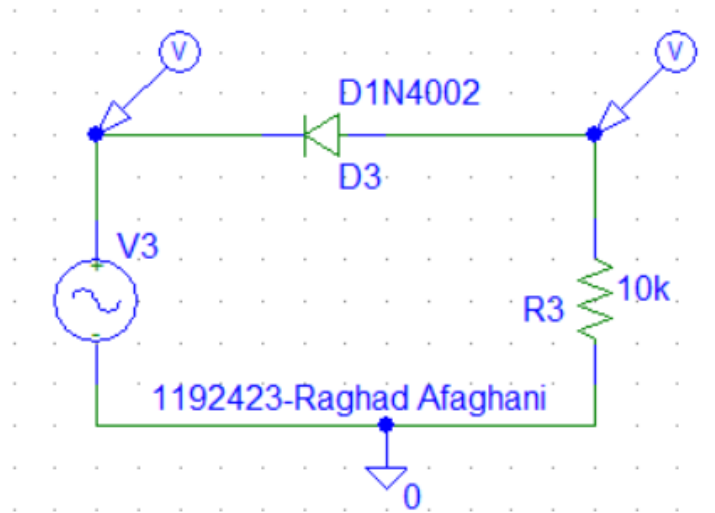 V
V
D1N4002
D3
V3
+
10k
R3
-
1192423-Raghad Afaghani
0